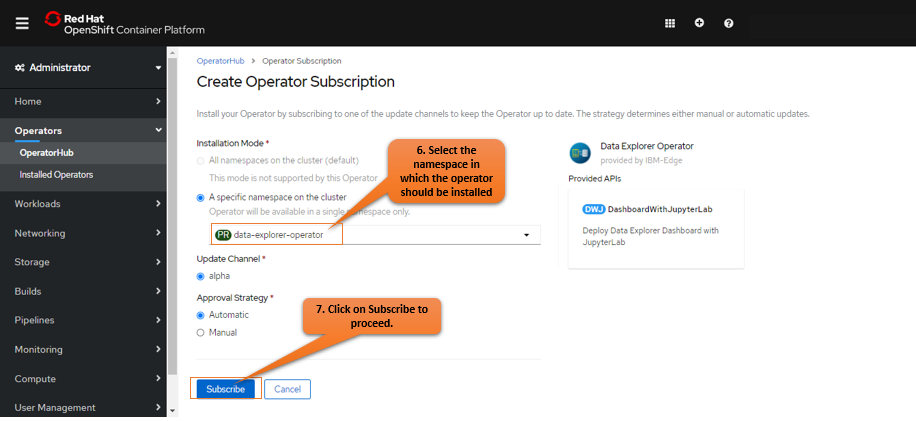 Red Hat
OpenShift Container Platform
Administrator
Home
Operators
OperatorHub
Installed Operators
Workloads
Networking
Storage
Builds
Pipelines
Monitoring
Compute
User Management
OperatorHub > Operator Subscription
Create Operator Subscription
Install your Operator by subscribing to one of the update channels to keep the Operator up to date. The strategy determines either manual or automatic updates.
Installation Mode *
All namespaces on the cluster (default)
This mode is not supported by this Operator
A specific namespace on the cluster
Operator will be available in a single namespace only.
PR data-explorer-operator
Update Channel *
alpha
Approval Strategy *
Automatic
Manual
Subscribe
Cancel
6. Select the
namespace in
which the operator
should be installed
7. Click on Subscribe to
proceed.
Data Explorer Operator
provided by IBM-Edge
Provided APIs
DWJ DashboardWithJupyterLab
Deploy Data Explorer Dashboard with
JupyterLab